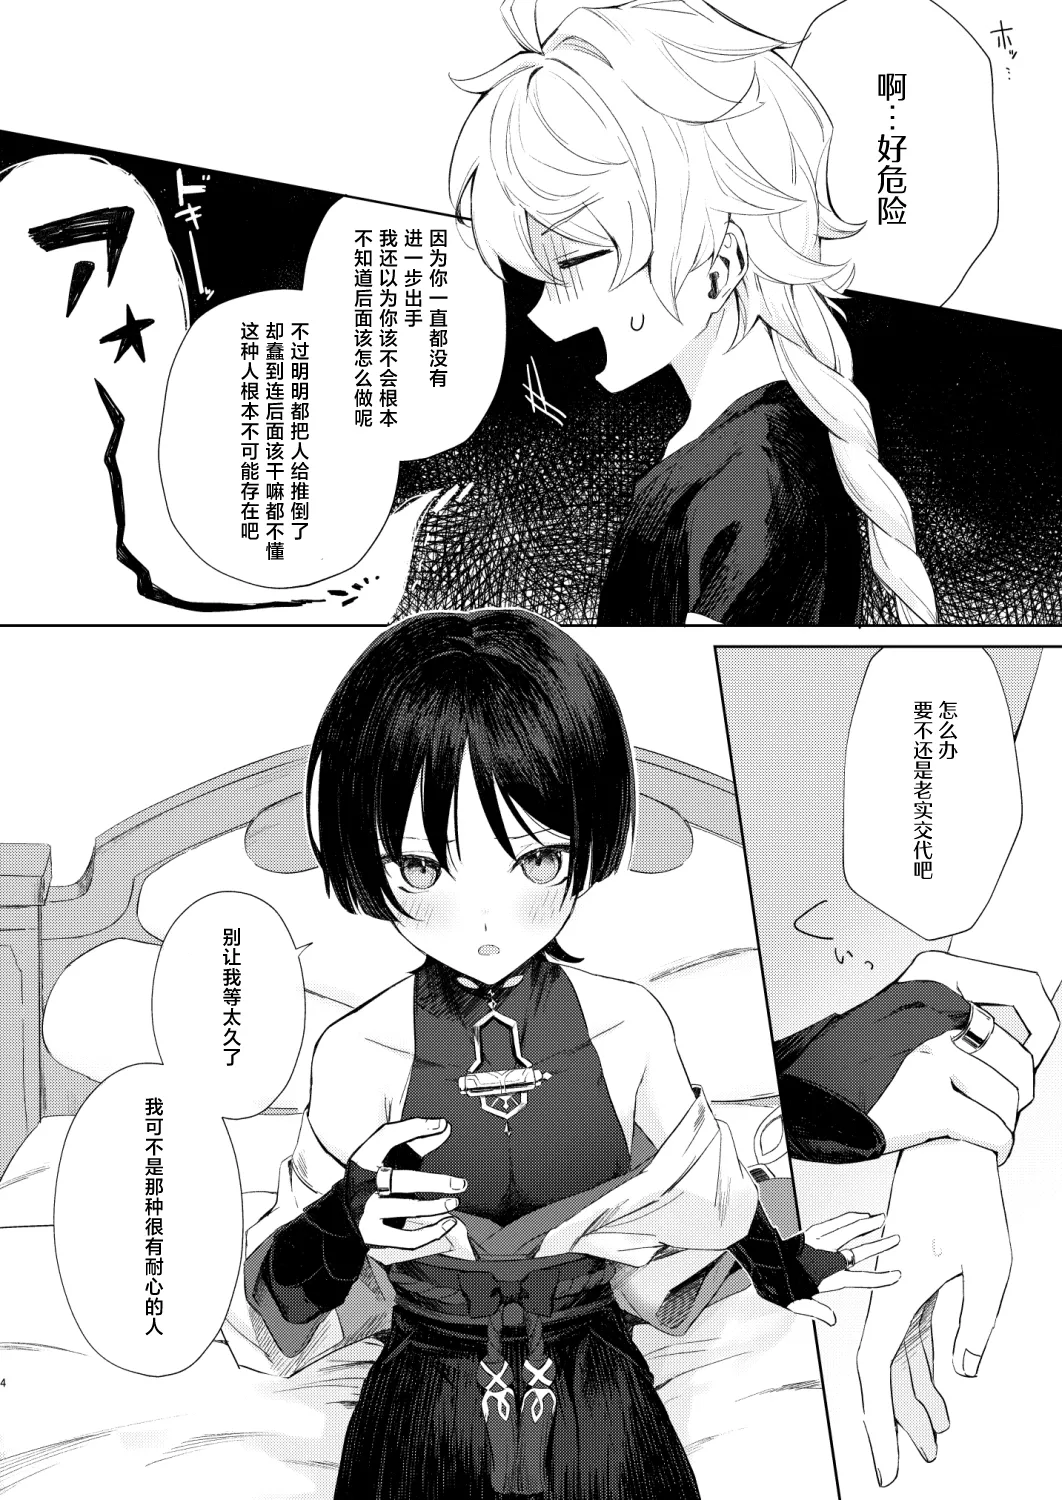 ホッ…
啊…好危险
因为你一直都没有
进一步出手
我还以为你该不会根本
不知道后面该怎么做呢
ドキ
不过明明都把人给推倒了
却蠢到连后面该干嘛都不懂
这种人根本不可能存在吧
怎么办
要不还是老实交代吧
ぐいっ
别让我等太久了
我可不是那种很有耐心的人
4